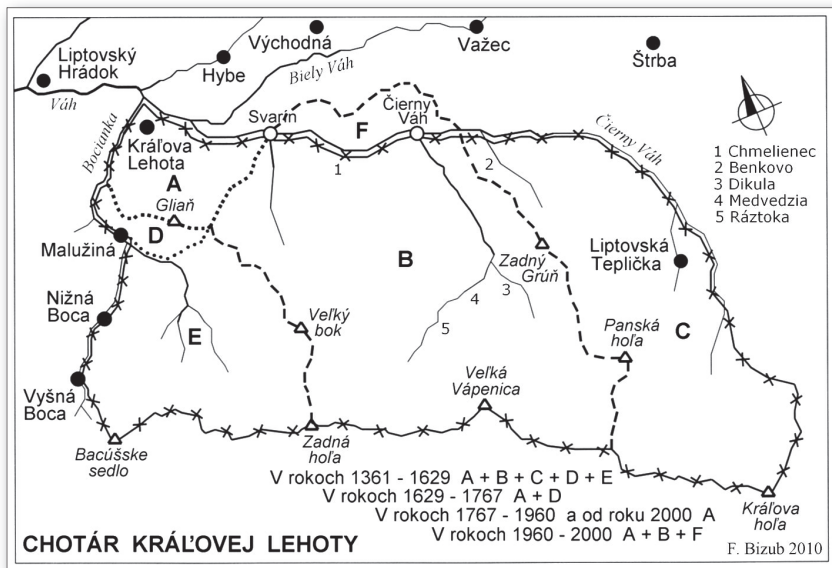 Liptovský
Hrádok
Váh
Hybe
Východná
Biely Váh
Važec
Štrba
Bocianka
Kráľova
Lehota
Svarín
F
Čierny
Váh
Čierny Váh
1 Chmelienec
2 Benkovo
3 Dikula
4 Medvedzia
5 Ráztoka
1
2
A
Gliaň
D
Malužiná
B
Zadný
Grúň
Liptovská
Teplička
3
4
5
Nižná
Boca
E
Veľký
bok
Panská
hoľa
C
Vyšná
Boca
Veľká
Vápenica
Bacúšske
sedlo
Zadná
hoľa
Kráľova
hoľa
V rokoch 1361 - 1629 A + B + C + D + E
V rokoch 1629 - 1767 A + D
V rokoch 1767 - 1960 a od roku 2000 A
V rokoch 1960 - 2000 A + B + F
CHOTÁR KRÁĽOVEJ LEHOTY
F. Bizub 2010